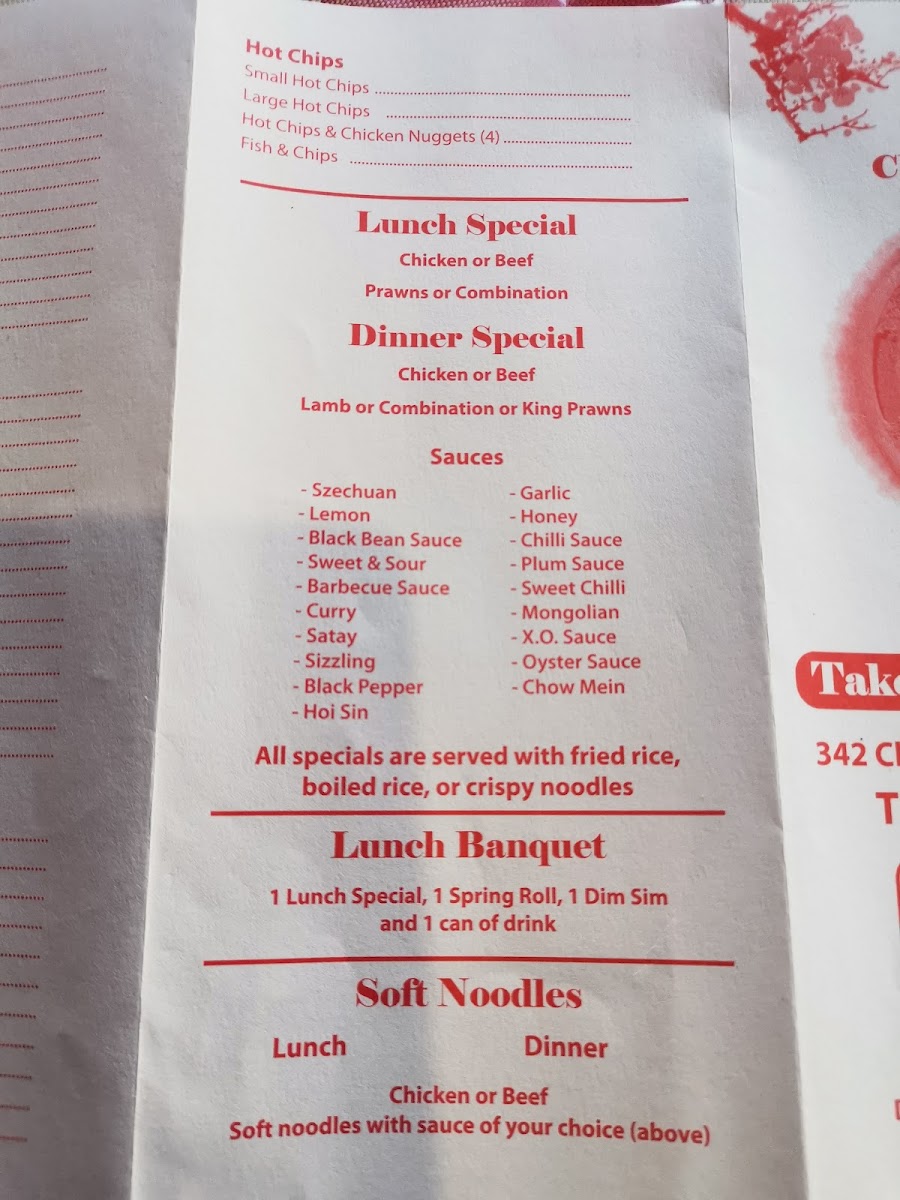 Hot Chips
Small Hot Chips
Large Hot Chips
Hot Chips & Chicken Nuggets (4)
Fish & Chips
Lunch Special
Chicken or Beef
Prawns or Combination
Dinner Special
Chicken or Beef
Lamb or Combination or King Prawns
Sauces
- Szechuan
- Lemon
- Black Bean Sauce
- Sweet & Sour
- Barbecue Sauce
- Curry
- Satay
- Sizzling
- Black Pepper
- Hoi Sin
- Garlic
- Honey
- Chilli Sauce
- Plum Sauce
- Sweet Chilli
- Mongolian
- X.O. Sauce
- Oyster Sauce
- Chow Mein
All specials are served with fried rice,
boiled rice, or crispy noodles
Lunch Banquet
1 Lunch Special, 1 Spring Roll, 1 Dim Sim
and 1 can of drink
Soft Noodles
Lunch Dinner
Chicken or Beef
Soft noodles with sauce of your choice (above)
342